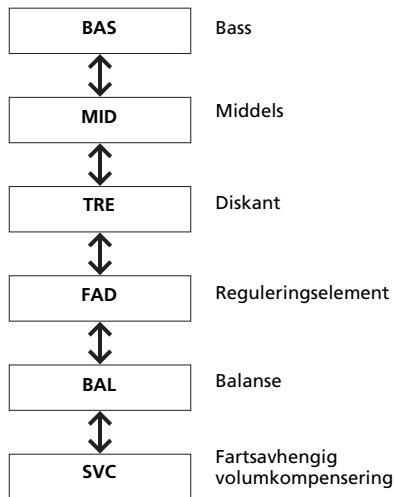 BAS Bass
MID Middels
TRE Diskant
FAD Reguleringselement
BAL Balanse
SVC Fartsavhengig
volumkompensering